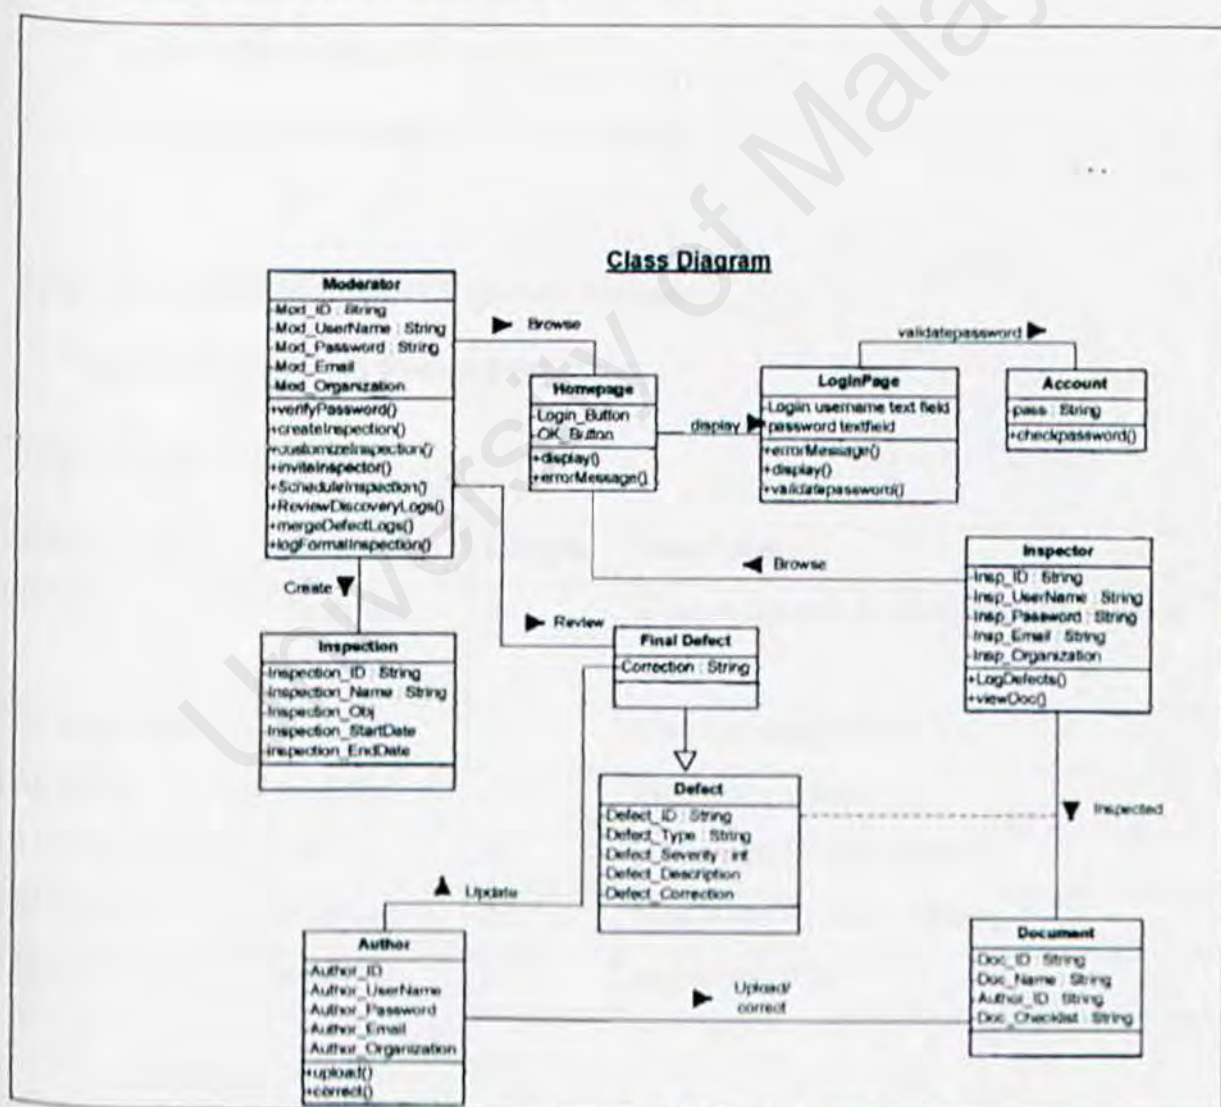 University of Malay
Class Diagram
Moderator
-Mod_ID : String
-Mod_UserName : String
-Mod_Password : String
-Mod_Email
-Mod_Organization
+verifyPassword()
+createInspection()
+customizeInspection()
+inviteInspector()
+ScheduleInspection()
+ReviewDiscoveryLogs()
+mergeDefectLogs()
+logFormalInspection()
Browse
Homepage
-Login_Button
-OK_Button
+display()
+errorMessage()
display
validatepassword
LoginPage
-Login username text field
-password textfield
+errorMessage()
+display()
+validatepassword()
Account
-pass : String
+checkpassword()
Browse
Inspector
-Insp_ID : String
-Insp_UserName : String
-Insp_Password : String
-Insp_Email : String
-Insp_Organization
+LogDefects()
+viewDoc()
Create
Inspection
-Inspection_ID : String
-Inspection_Name : String
-Inspection_Obj
-Inspection_StartDate
-Inspection_EndDate
Review
Final Defect
-Correction : String
Defect
-Defect_ID : String
-Defect_Type : String
-Defect_Severity : int
-Defect_Description
-Defect_Correction
Inspected
Update
Author
-Author_ID
-Author_UserName
-Author_Password
-Author_Email
-Author_Organization
+upload()
+correct()
Upload/
correct
Document
-Doc_ID : String
-Doc_Name : String
-Author_ID : String
-Doc_Checklist : String